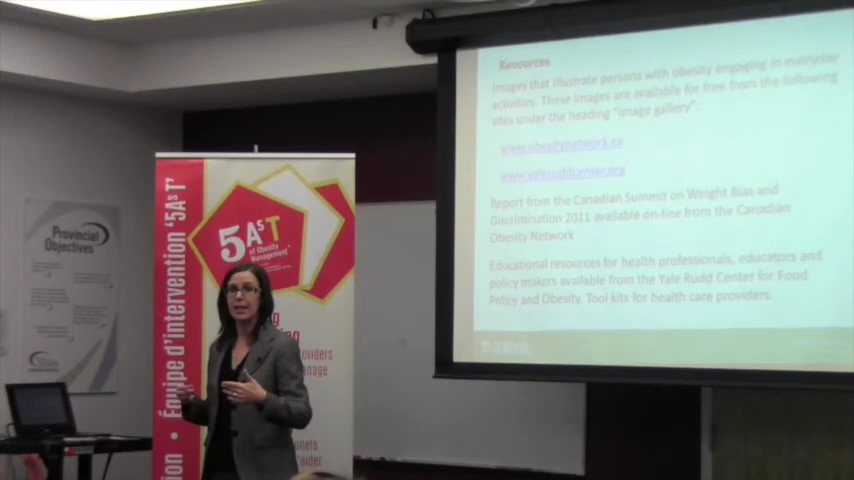 Resources
Images that illustrate persons with obesity engaging in everyday
activities. These images are available for free from the following
sites under the heading "image gallery":
www.obesitynetwork.ca
www.yaleruddcenter.org
Report from the Canadian Summit on Weight Bias and
Discrimination 2011 available on-line from the Canadian
Obesity Network
Educational resources for health professionals, educators and
policy makers available from the Yale Rudd Center for Food
Policy and Obesity. Tool kits for health care providers.
5AsT
of Obesity
Management
Équipe d'intervention '5AsT'
Provincial
Objectives